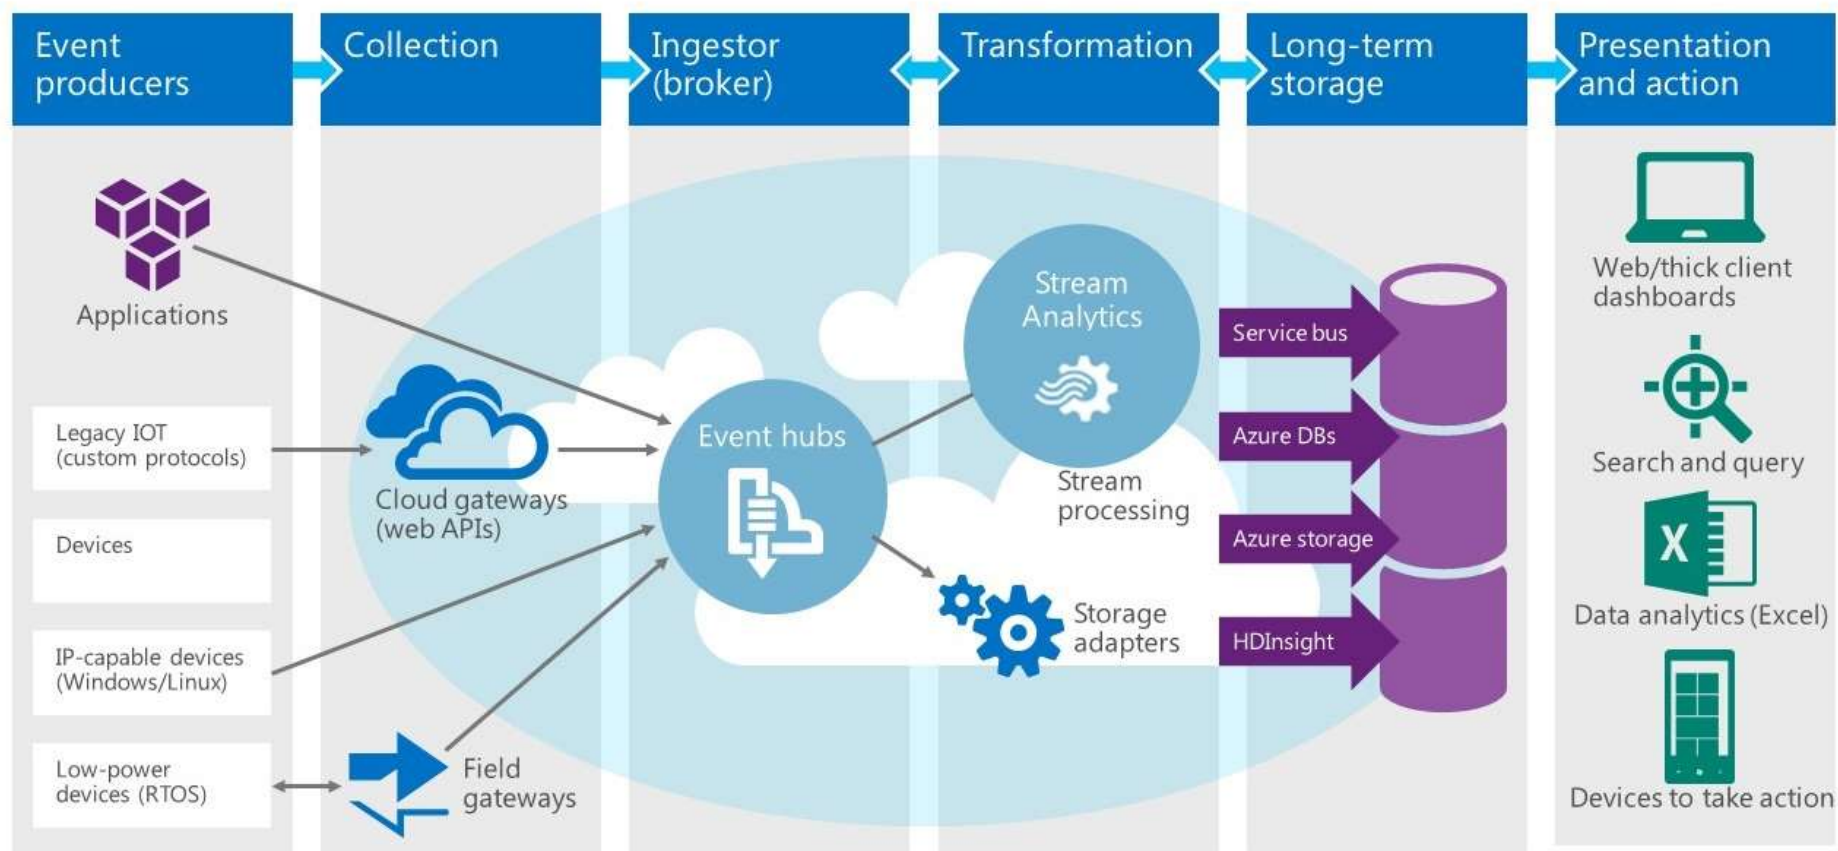 Event
producers
Collection
Ingestor
(broker)
Transformation
Long-term
storage
Presentation
and action
Applications
Legacy IOT
(custom protocols)
Devices
IP-capable devices
(Windows/Linux)
Low-power
devices (RTOS)
Cloud gateways
(web APIs)
Field
gateways
Event hubs
Stream
Analytics
Stream
processing
Storage
adapters
Service bus
Azure DBs
Azure storage
HDInsight
Web/thick client
dashboards
Search and query
X
Data analytics (Excel)
Devices to take action